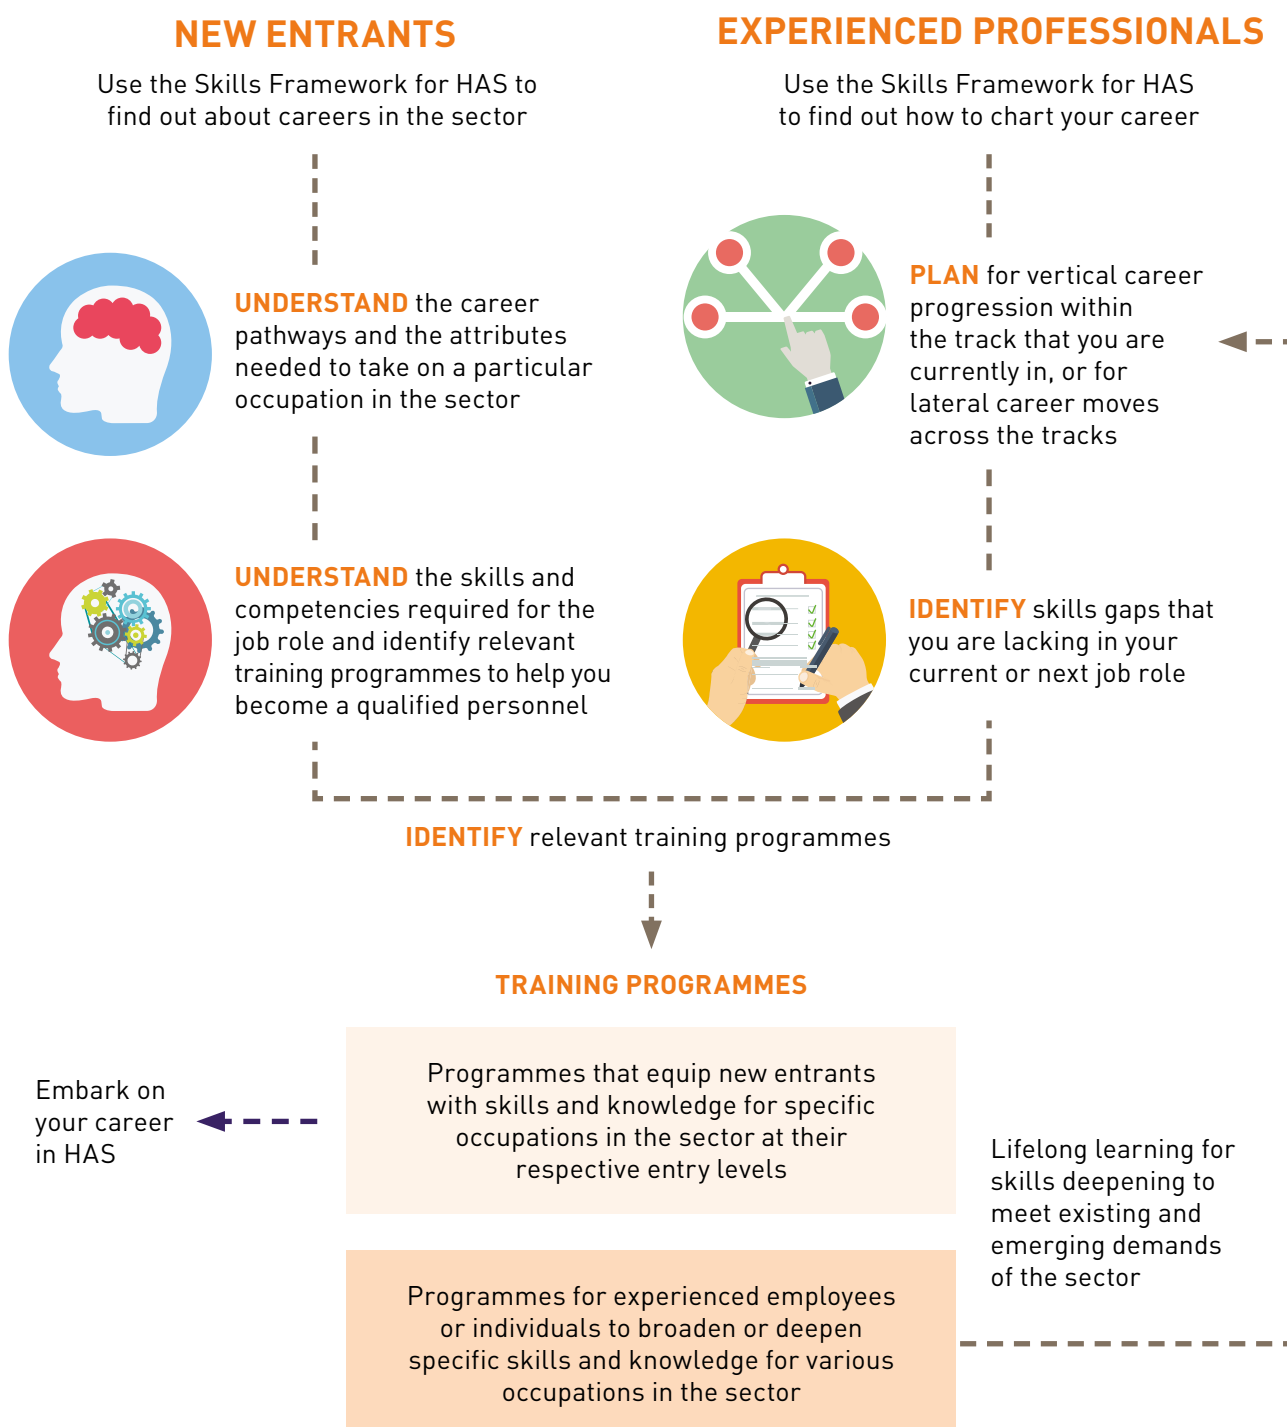 NEW ENTRANTS
Use the Skills Framework for HAS to
find out about careers in the sector
UNDERSTAND the career
pathways and the attributes
needed to take on a particular
occupation in the sector
UNDERSTAND the skills and
competencies required for the
job role and identify relevant
training programmes to help you
become a qualified personnel
EXPERIENCED PROFESSIONALS
Use the Skills Framework for HAS
to find out how to chart your career
PLAN for vertical career
progression within
the track that you are
currently in, or for
lateral career moves
across the tracks
IDENTIFY skills gaps that
you are lacking in your
current or next job role
IDENTIFY relevant training programmes
TRAINING PROGRAMMES
Programmes that equip new entrants
with skills and knowledge for specific
occupations in the sector at their
respective entry levels
Embark on
your career
in HAS
Programmes for experienced employees
or individuals to broaden or deepen
specific skills and knowledge for various
occupations in the sector
Lifelong learning for
skills deepening to
meet existing and
emerging demands
of the sector